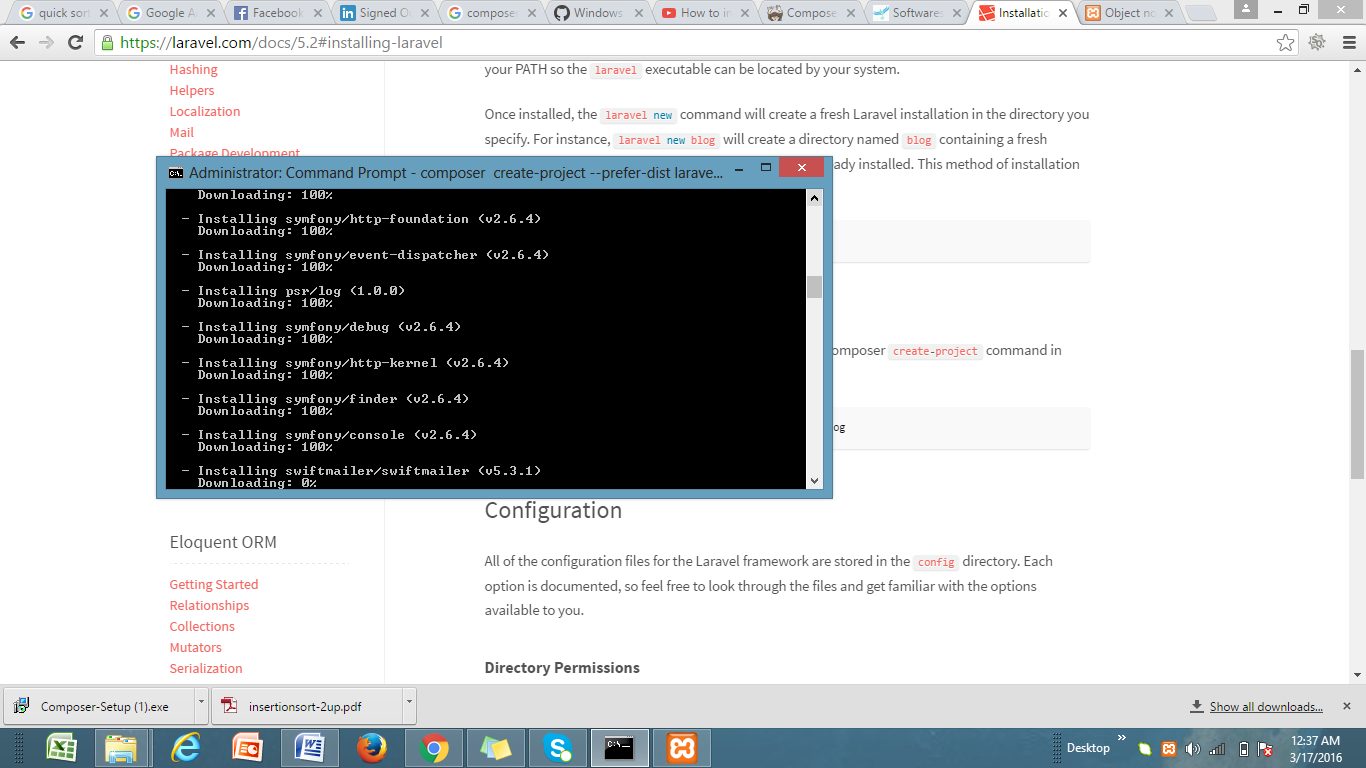 quick sort
Google A
Facebook
Signed O
composer
Windows
How to in
Compose
Softwares
Installatio
Object no
https://laravel.com/docs/5.2#installing-laravel
Hashing
Helpers
Localization
Mail
Package Development
your PATH so the laravel executable can be located by your system.
Once installed, the laravel new command will create a fresh Laravel installation in the directory you
specify. For instance, laravel new blog will create a directory named blog containing a fresh
ady installed. This method of installation
Administrator: Command Prompt - composer  create-project --prefer-dist larave...
Downloading: 100%
- Installing symfony/http-foundation (v2.6.4)
Downloading: 100%
- Installing symfony/event-dispatcher (v2.6.4)
Downloading: 100%
- Installing psr/log (1.0.0)
Downloading: 100%
- Installing symfony/debug (v2.6.4)
Downloading: 100%
- Installing symfony/http-kernel (v2.6.4)
Downloading: 100%
- Installing symfony/finder (v2.6.4)
Downloading: 100%
- Installing symfony/console (v2.6.4)
Downloading: 100%
- Installing swiftmailer/swiftmailer (v5.3.1)
Downloading: 0%
omposer create-project command in
og
Configuration
All of the configuration files for the Laravel framework are stored in the config directory. Each
option is documented, so feel free to look through the files and get familiar with the options
available to you.
Directory Permissions
Eloquent ORM
Getting Started
Relationships
Collections
Mutators
Serialization
Composer-Setup (1).exe
insertionsort-2up.pdf
Show all downloads...
Desktop
12:37 AM
3/17/2016